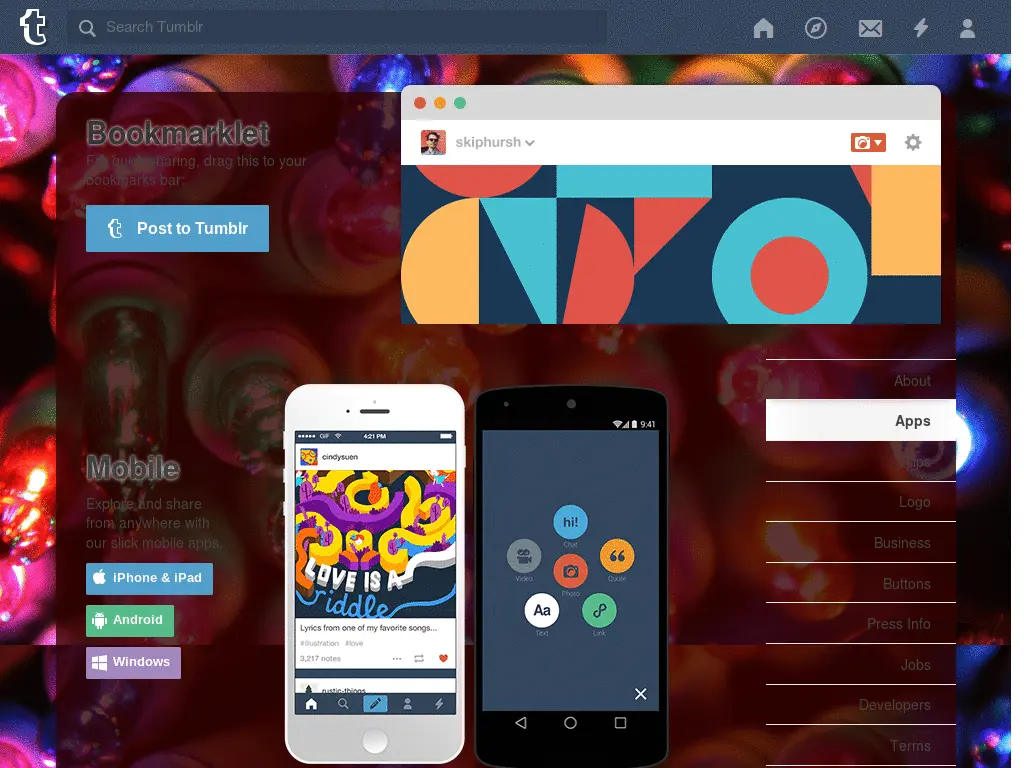 Search Tumblr
Bookmarklet
For quick sharing, drag this to your
bookmarks bar:
Post to Tumblr
skiphursh
Mobile
Explore and share
from anywhere with
our slick mobile apps.
iPhone & iPad
Android
Windows
GIF
4:21 PM
cindysuen
LOVE IS A
riddle
Lyrics from one of my favorite songs...
#illustration #love
3,217 notes
rustic-things
9:41
hi!
Chat
Video
Quote
Photo
Aa
Text
Link
About
Apps
Logo
Business
Buttons
Press Info
Jobs
Developers
Terms